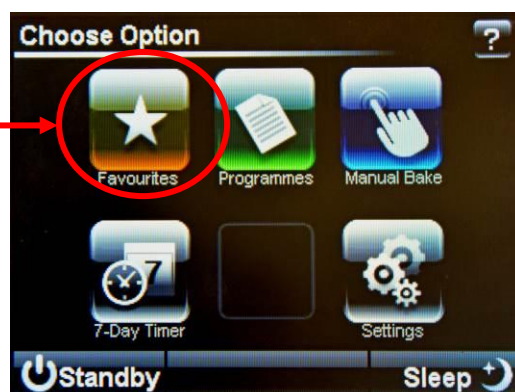 Choose Option
?
Favourites Programmes Manual Bake
7
7-Day Timer Settings
Standby Sleep